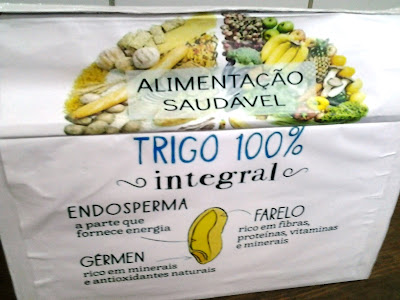 ALIMENTAÇÃO
SAUDÁVEL
TRIGO 100%
integral
ENDOSPERMA
a parte que
fornece energia
FARELO
rico em fibras,
proteínas, vitaminas
e minerais
GÉRMEN
rico em minerais
e antioxidantes naturais